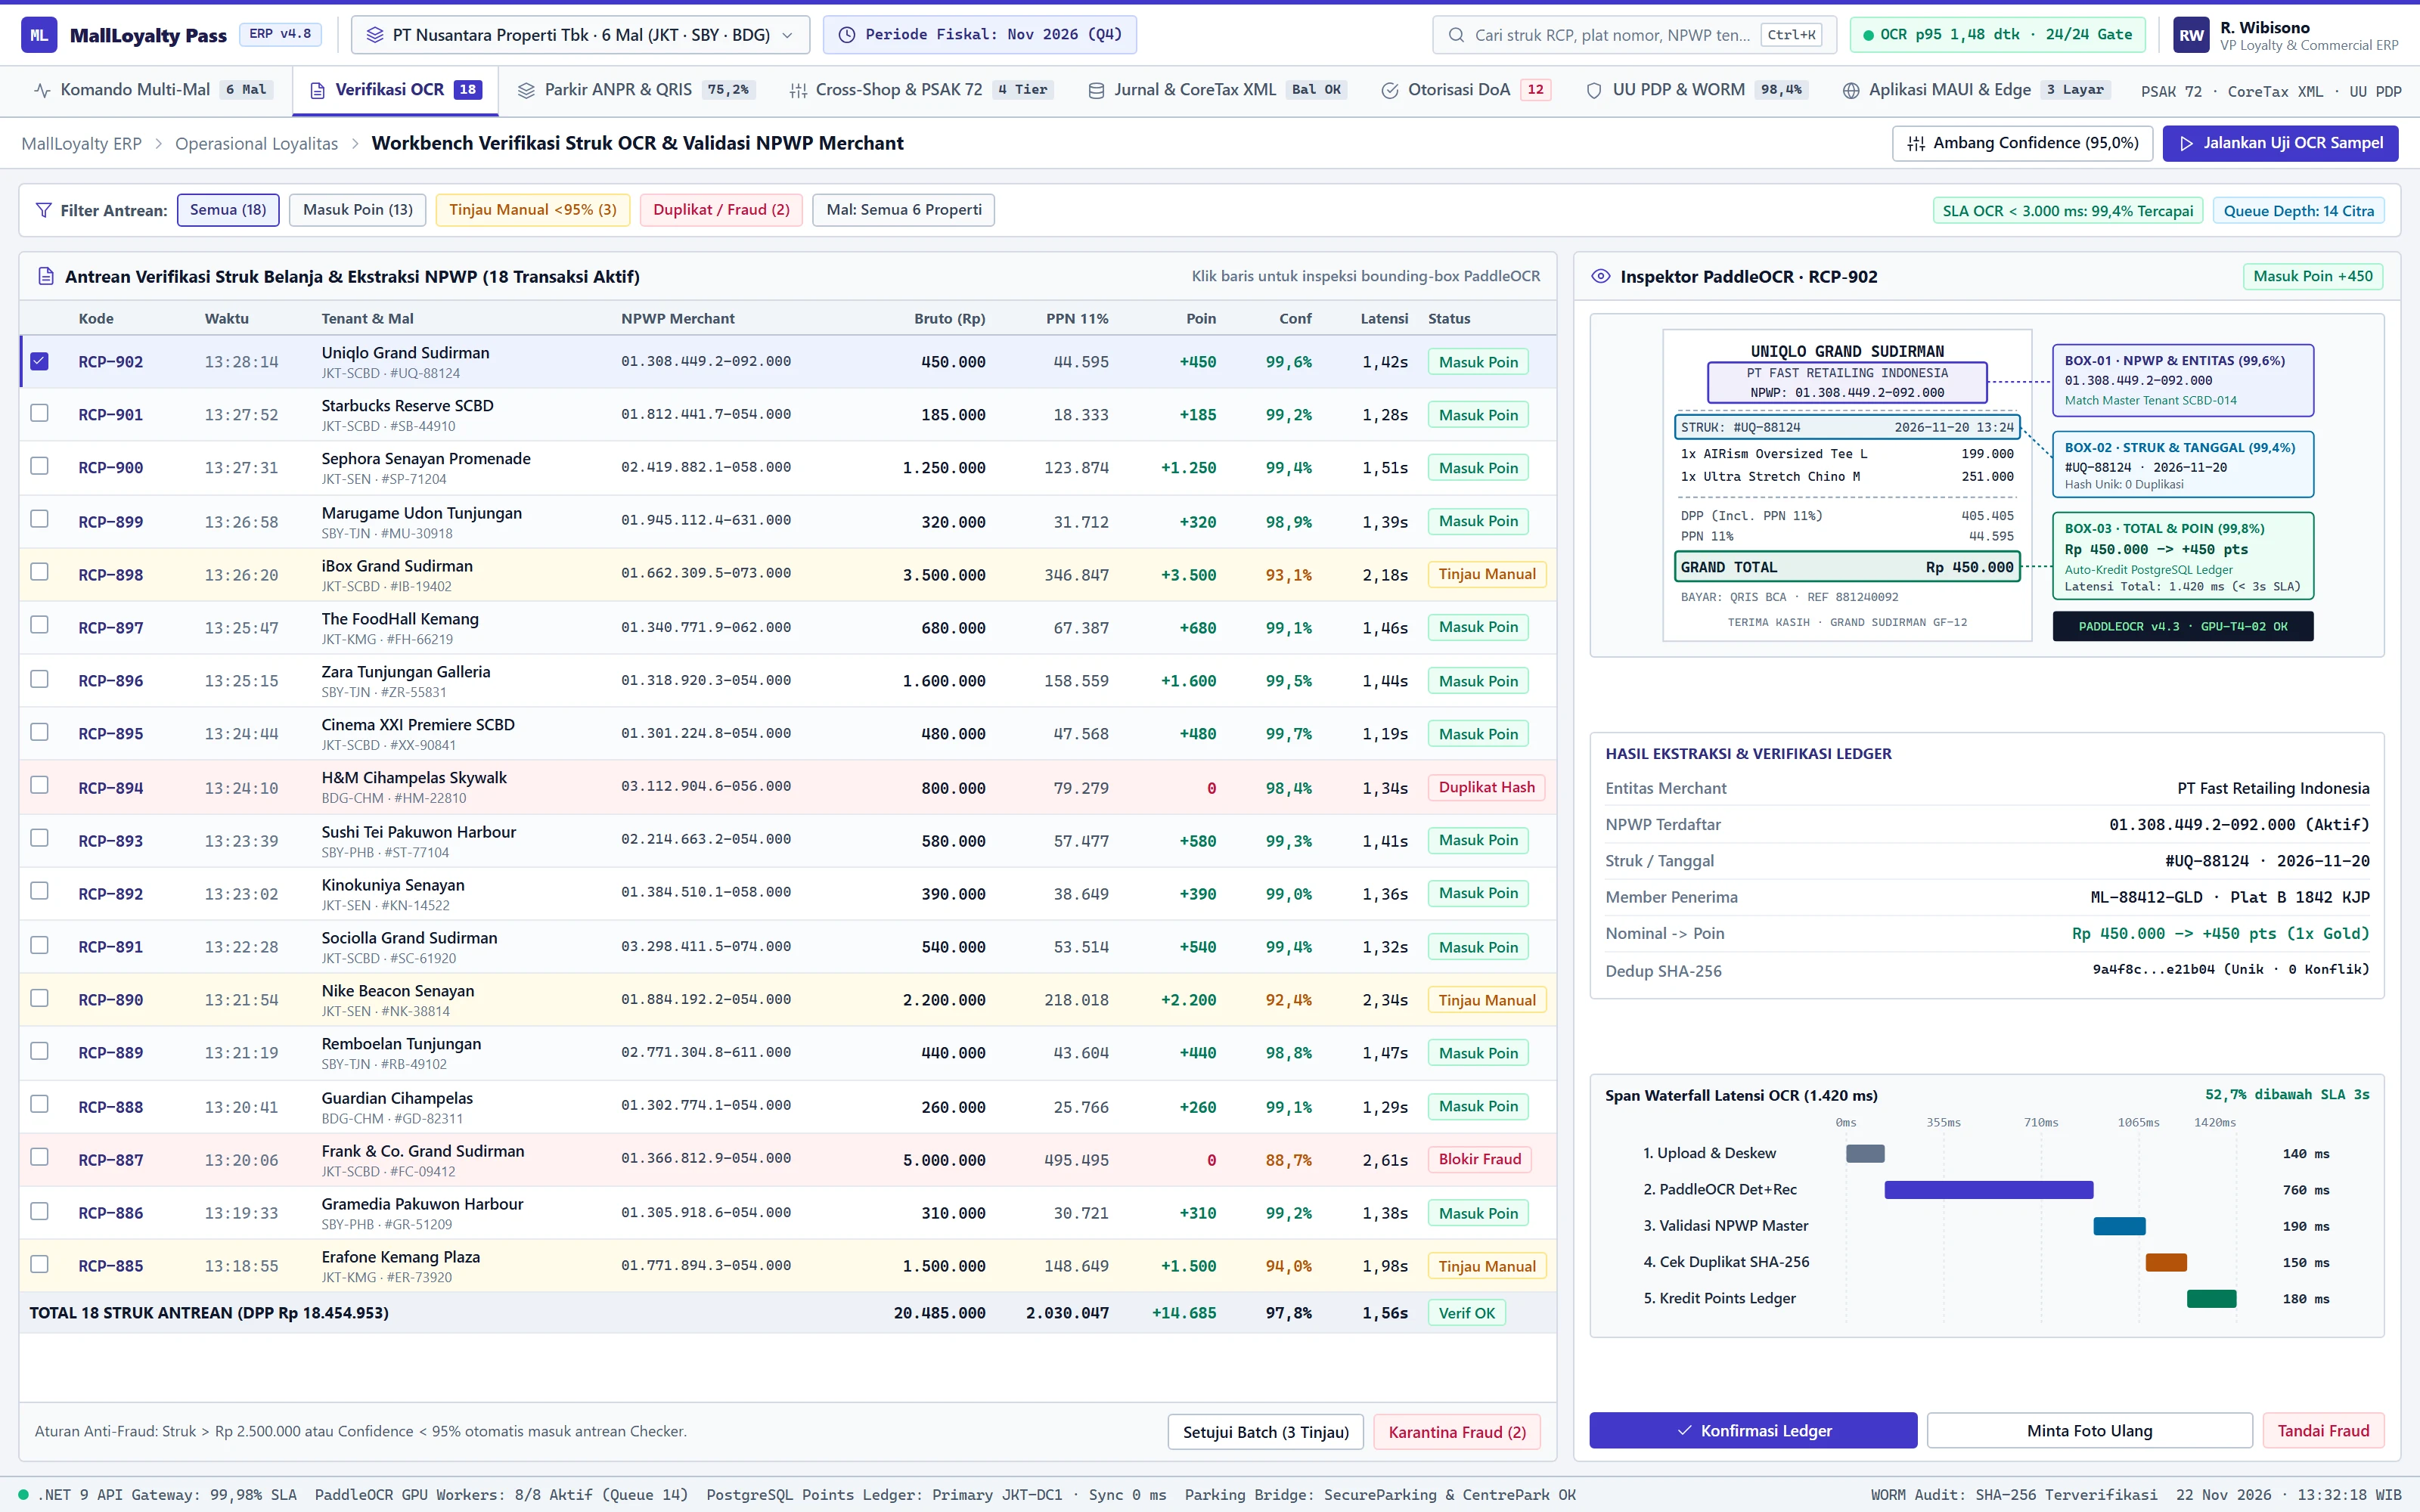 ML MallLoyalty Pass ERP v4.8 PT Nusantara Properti Tbk · 6 Mal (JKT · SBY · BDG) Periode Fiskal: Nov 2026 (Q4) Cari struk RCP, plat nomor, NPWP ten... Ctrl+K OCR p95 1,48 dtk · 24/24 Gate RW R. Wibisono
VP Loyalty & Commercial ERP
Komando Multi-Mal 6 Mal Verifikasi OCR 18 Parkir ANPR & QRIS 75,2% Cross-Shop & PSAK 72 4 Tier Jurnal & CoreTax XML Bal OK Otorisasi DoA 12 UU PDP & WORM 98,4% Aplikasi MAUI & Edge 3 Layar PSAK 72 · CoreTax XML · UU PDP
MallLoyalty ERP > Operasional Loyalitas > Workbench Verifikasi Struk OCR & Validasi NPWP Merchant Ambang Confidence (95,0%) Jalankan Uji OCR Sampel
Filter Antrean: Semua (18) Masuk Poin (13) Tinjau Manual <95% (3) Duplikat / Fraud (2) Mal: Semua 6 Properti SLA OCR < 3.000 ms: 99,4% Tercapai Queue Depth: 14 Citra
Antrean Verifikasi Struk Belanja & Ekstraksi NPWP (18 Transaksi Aktif) Klik baris untuk inspeksi bounding-box PaddleOCR
Kode Waktu Tenant & Mal NPWP Merchant Bruto (Rp) PPN 11% Poin Conf Latensi Status
RCP-902 13:28:14 Uniqlo Grand Sudirman 01.308.449.2-092.000 450.000 44.595 +450 99,6% 1,42s Masuk Poin
JKT-SCBD · #UQ-88124
RCP-901 13:27:52 Starbucks Reserve SCBD 01.812.441.7-054.000 185.000 18.333 +185 99,2% 1,28s Masuk Poin
JKT-SCBD · #SB-44910
RCP-900 13:27:31 Sephora Senayan Promenade 02.419.882.1-058.000 1.250.000 123.874 +1.250 99,4% 1,51s Masuk Poin
JKT-SEN · #SP-71204
RCP-899 13:26:58 Marugame Udon Tunjungan 01.945.112.4-631.000 320.000 31.712 +320 98,9% 1,39s Masuk Poin
SBY-TJN · #MU-30918
RCP-898 13:26:20 iBox Grand Sudirman 01.662.309.5-073.000 3.500.000 346.847 +3.500 93,1% 2,18s Tinjau Manual
JKT-SCBD · #IB-19402
RCP-897 13:25:47 The FoodHall Kemang 01.340.771.9-062.000 680.000 67.387 +680 99,1% 1,46s Masuk Poin
JKT-KMG · #FH-66219
RCP-896 13:25:15 Zara Tunjungan Galleria 01.318.920.3-054.000 1.600.000 158.559 +1.600 99,5% 1,44s Masuk Poin
SBY-TJN · #ZR-55831
RCP-895 13:24:44 Cinema XXI Premiere SCBD 01.301.224.8-054.000 480.000 47.568 +480 99,7% 1,19s Masuk Poin
JKT-SCBD · #XX-90841
RCP-894 13:24:10 H&M Cihampelas Skywalk 03.112.904.6-056.000 800.000 79.279 0 98,4% 1,34s Duplikat Hash
BDG-CHM · #HM-22810
RCP-893 13:23:39 Sushi Tei Pakuwon Harbour 02.214.663.2-054.000 580.000 57.477 +580 99,3% 1,41s Masuk Poin
SBY-PHB · #ST-77104
RCP-892 13:23:02 Kinokuniya Senayan 01.384.510.1-058.000 390.000 38.649 +390 99,0% 1,36s Masuk Poin
JKT-SEN · #KN-14522
RCP-891 13:22:28 Sociolla Grand Sudirman 03.298.411.5-074.000 540.000 53.514 +540 99,4% 1,32s Masuk Poin
JKT-SCBD · #SC-61920
RCP-890 13:21:54 Nike Beacon Senayan 01.884.192.2-054.000 2.200.000 218.018 +2.200 92,4% 2,34s Tinjau Manual
JKT-SEN · #NK-38814
RCP-889 13:21:19 Remboelan Tunjungan 02.771.304.8-611.000 440.000 43.604 +440 98,8% 1,47s Masuk Poin
SBY-TJN · #RB-49102
RCP-888 13:20:41 Guardian Cihampelas 01.302.774.1-054.000 260.000 25.766 +260 99,1% 1,29s Masuk Poin
BDG-CHM · #GD-82311
RCP-887 13:20:06 Frank & Co. Grand Sudirman 01.366.812.9-054.000 5.000.000 495.495 0 88,7% 2,61s Blokir Fraud
JKT-SCBD · #FC-09412
RCP-886 13:19:33 Gramedia Pakuwon Harbour 01.305.918.6-054.000 310.000 30.721 +310 99,2% 1,38s Masuk Poin
SBY-PHB · #GR-51209
RCP-885 13:18:55 Erafone Kemang Plaza 01.771.894.3-054.000 1.500.000 148.649 +1.500 94,0% 1,98s Tinjau Manual
JKT-KMG · #ER-73920
TOTAL 18 STRUK ANTREAN (DPP Rp 18.454.953) 20.485.000 2.030.047 +14.685 97,8% 1,56s Verif OK
Aturan Anti-Fraud: Struk > Rp 2.500.000 atau Confidence < 95% otomatis masuk antrean Checker. Setujui Batch (3 Tinjau) Karantina Fraud (2)
Inspektor PaddleOCR · RCP-902 Masuk Poin +450
UNIQLO GRAND SUDIRMAN
PT FAST RETAILING INDONESIA
NPWP: 01.308.449.2-092.000
STRUK: #UQ-88124 2026-11-20 13:24
1x AIRism Oversized Tee L 199.000
1x Ultra Stretch Chino M 251.000
DPP (Incl. PPN 11%) 405.405
PPN 11% 44.595
GRAND TOTAL Rp 450.000
BAYAR: QRIS BCA · REF 881240092
TERIMA KASIH · GRAND SUDIRMAN GF-12
BOX-01 · NPWP & ENTITAS (99,6%)
01.308.449.2-092.000
Match Master Tenant SCBD-014
BOX-02 · STRUK & TANGGAL (99,4%)
#UQ-88124 · 2026-11-20
Hash Unik: 0 Duplikasi
BOX-03 · TOTAL & POIN (99,8%)
Rp 450.000 -> +450 pts
Auto-Kredit PostgreSQL Ledger
Latensi Total: 1.420 ms (< 3s SLA)
PADDLEOCR v4.3 · GPU-T4-02 OK
HASIL EKSTRAKSI & VERIFIKASI LEDGER
Entitas Merchant PT Fast Retailing Indonesia
NPWP Terdaftar 01.308.449.2-092.000 (Aktif)
Struk / Tanggal #UQ-88124 · 2026-11-20
Member Penerima ML-88412-GLD · Plat B 1842 KJP
Nominal -> Poin Rp 450.000 -> +450 pts (1x Gold)
Dedup SHA-256 9a4f8c...e21b04 (Unik · 0 Konflik)
Span Waterfall Latensi OCR (1.420 ms) 52,7% dibawah SLA 3s
0ms 355ms 710ms 1065ms 1420ms
1. Upload & Deskew 140 ms
2. PaddleOCR Det+Rec 760 ms
3. Validasi NPWP Master 190 ms
4. Cek Duplikat SHA-256 150 ms
5. Kredit Points Ledger 180 ms
Konfirmasi Ledger Minta Foto Ulang Tandai Fraud
.NET 9 API Gateway: 99,98% SLA PaddleOCR GPU Workers: 8/8 Aktif (Queue 14) PostgreSQL Points Ledger: Primary JKT-DC1 · Sync 0 ms Parking Bridge: SecureParking & CentrePark OK WORM Audit: SHA-256 Terverifikasi 22 Nov 2026 · 13:32:18 WIB